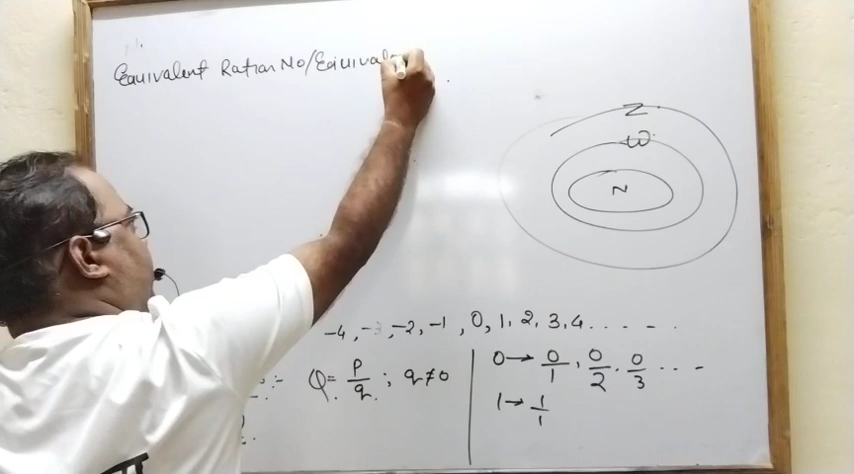 Equivalent Ration No/Equival
Z
W
N
-4, -3, -2, -1, 0, 1, 2, 3, 4.....
Q = p/q ; q≠0
0→ 0/1, 0/2, 0/3 ...
1→ 1/1